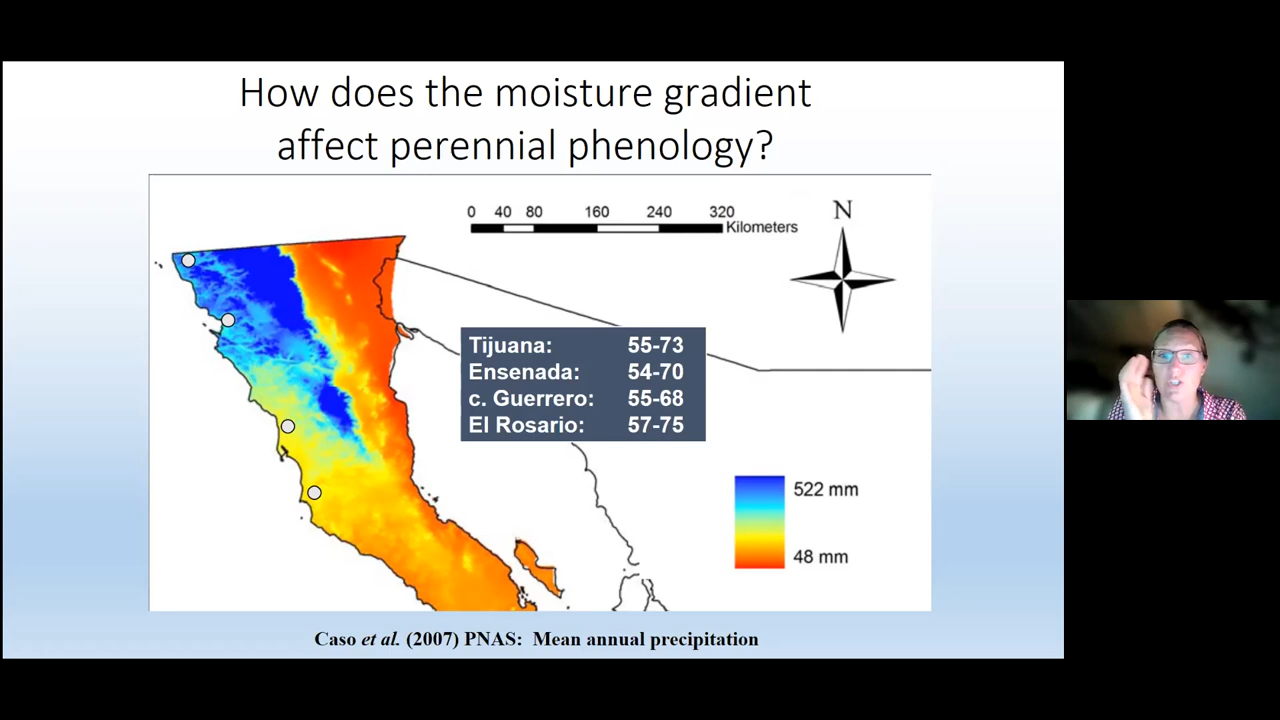 How does the moisture gradient
affect perennial phenology?
0 40 80 160 240 320
Kilometers
N
Tijuana: 55-73
Ensenada: 54-70
c. Guerrero: 55-68
El Rosario: 57-75
522 mm
48 mm
Caso et al. (2007) PNAS: Mean annual precipitation